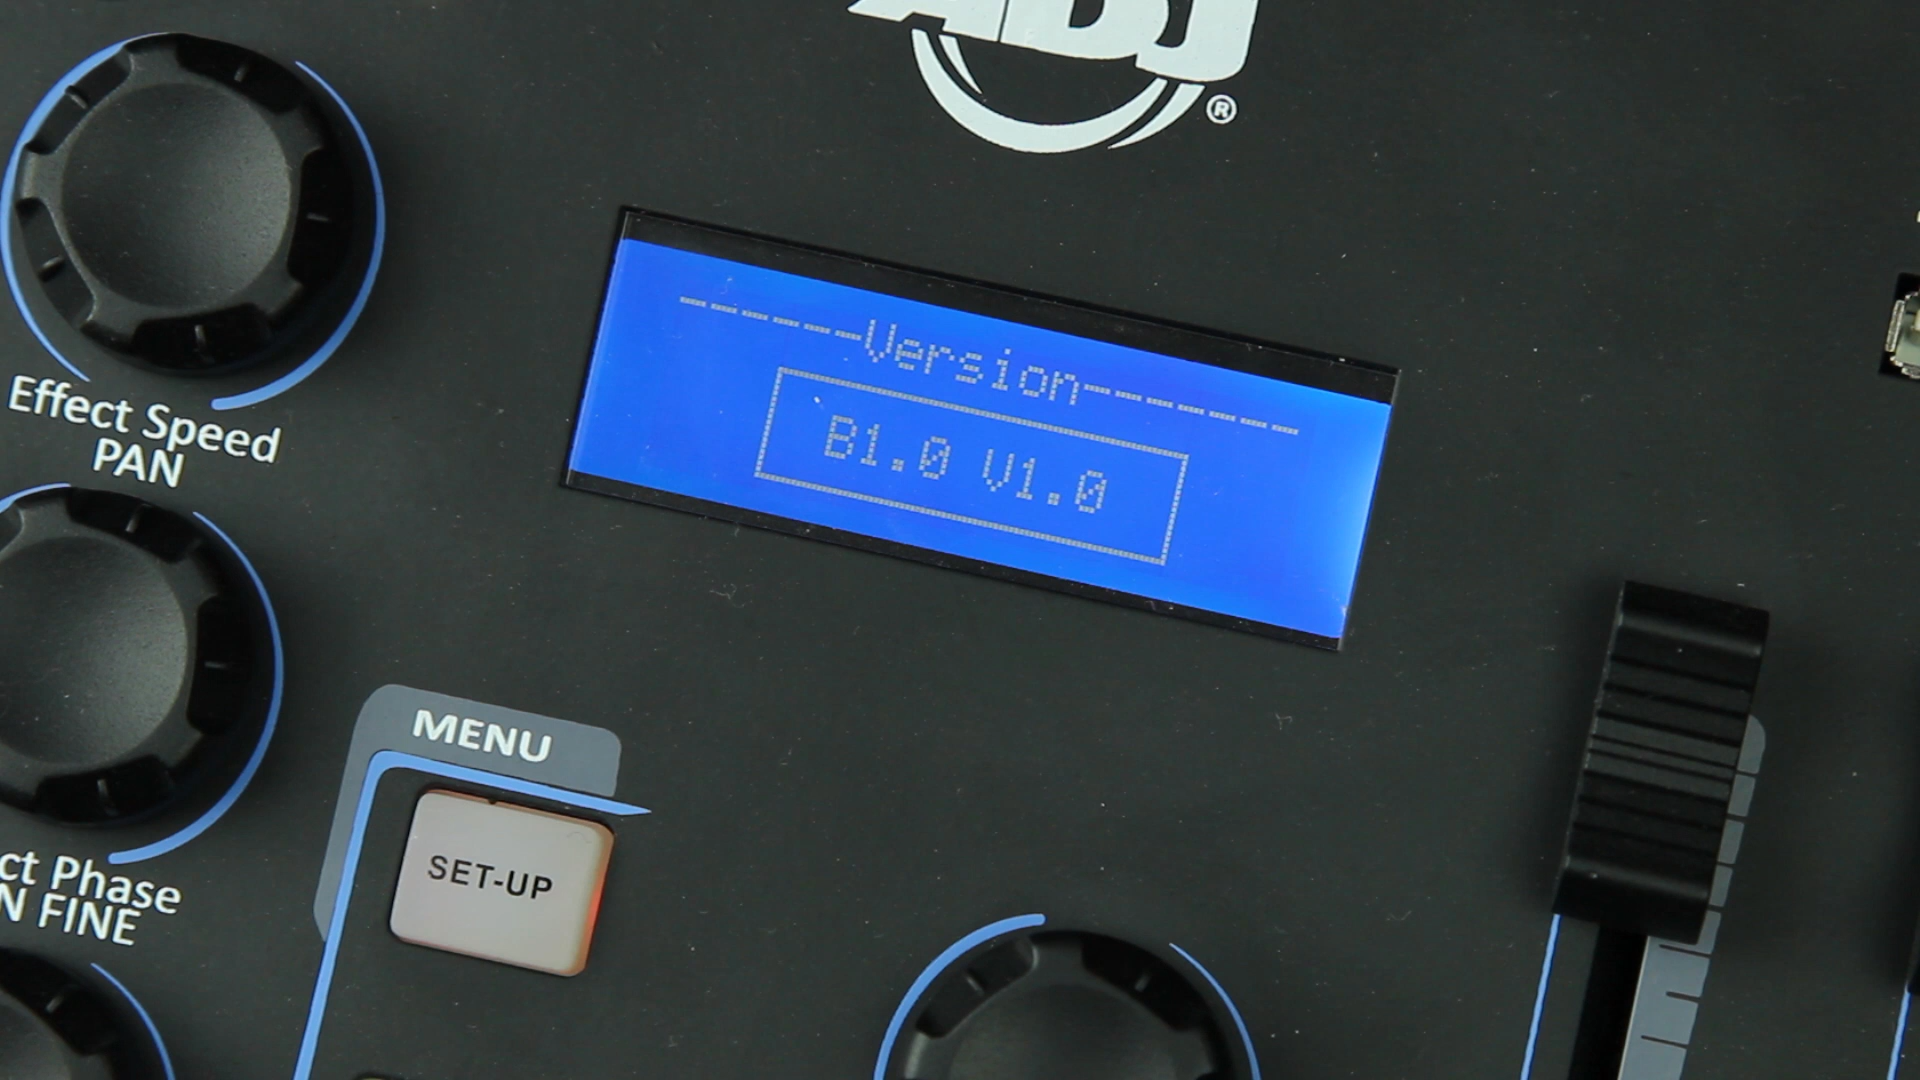 ADJ
®
------Version-------
B1.0 V1.0
Effect Speed
PAN
MENU
SET-UP
ct Phase
N FINE